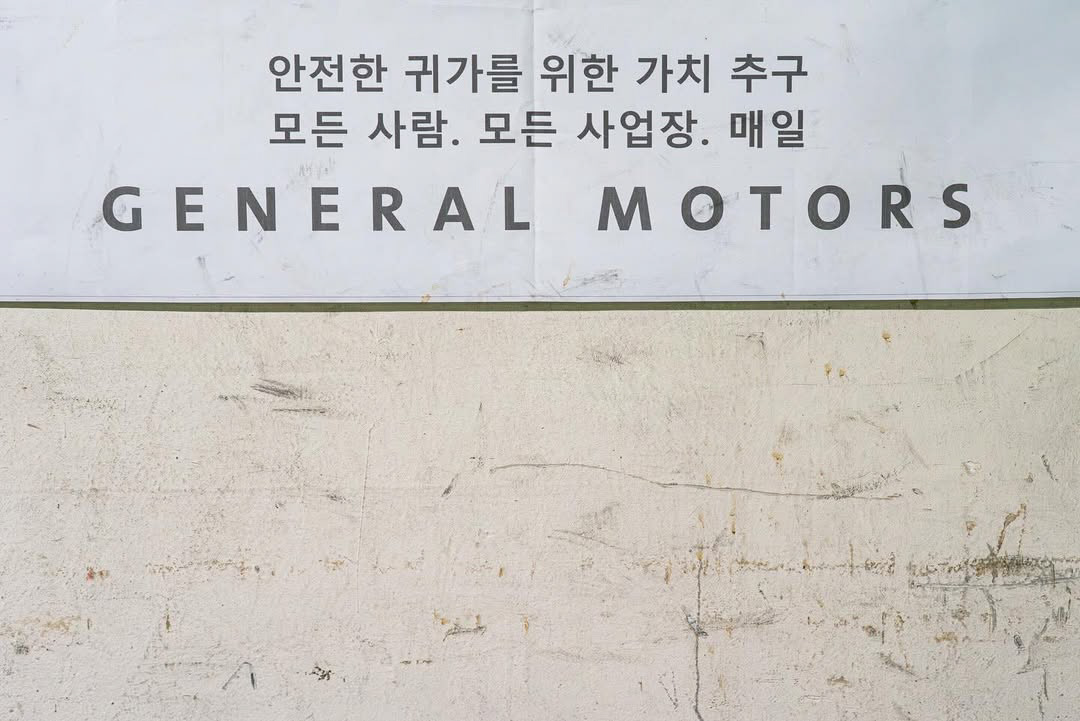 안전한 귀가를 위한 가치 추구
모든 사람. 모든 사업장. 매일
GENERAL MOTORS